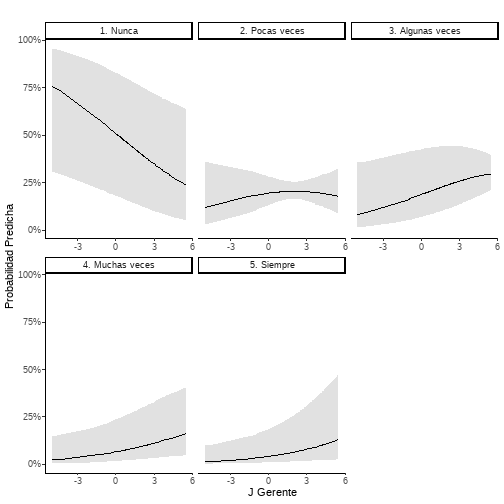 1. Nunca
2. Pocas veces
3. Algunas veces
100%
75%
50%
25%
0%
-3 0 3 6
-3 0 3 6
-3 0 3 6
Probabilidad Predicha
4. Muchas veces
5. Siempre
100%
75%
50%
25%
0%
-3 0 3 6
-3 0 3 6
J Gerente